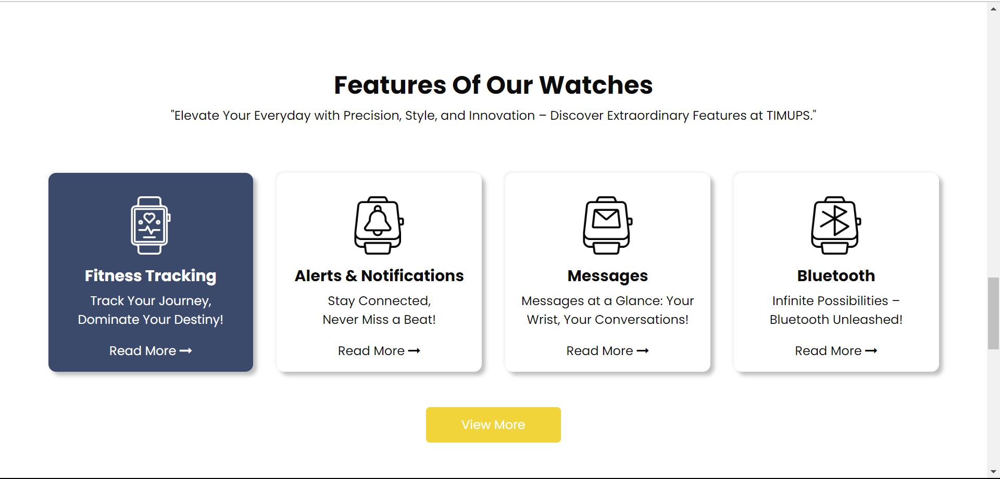 Features Of Our Watches
"Elevate Your Everyday with Precision, Style, and Innovation – Discover Extraordinary Features at TIMUPS."
Fitness Tracking
Track Your Journey,
Dominate Your Destiny!
Read More
Alerts & Notifications
Stay Connected,
Never Miss a Beat!
Read More
Messages
Messages at a Glance: Your
Wrist, Your Conversations!
Read More
Bluetooth
Infinite Possibilities –
Bluetooth Unleashed!
Read More
View More